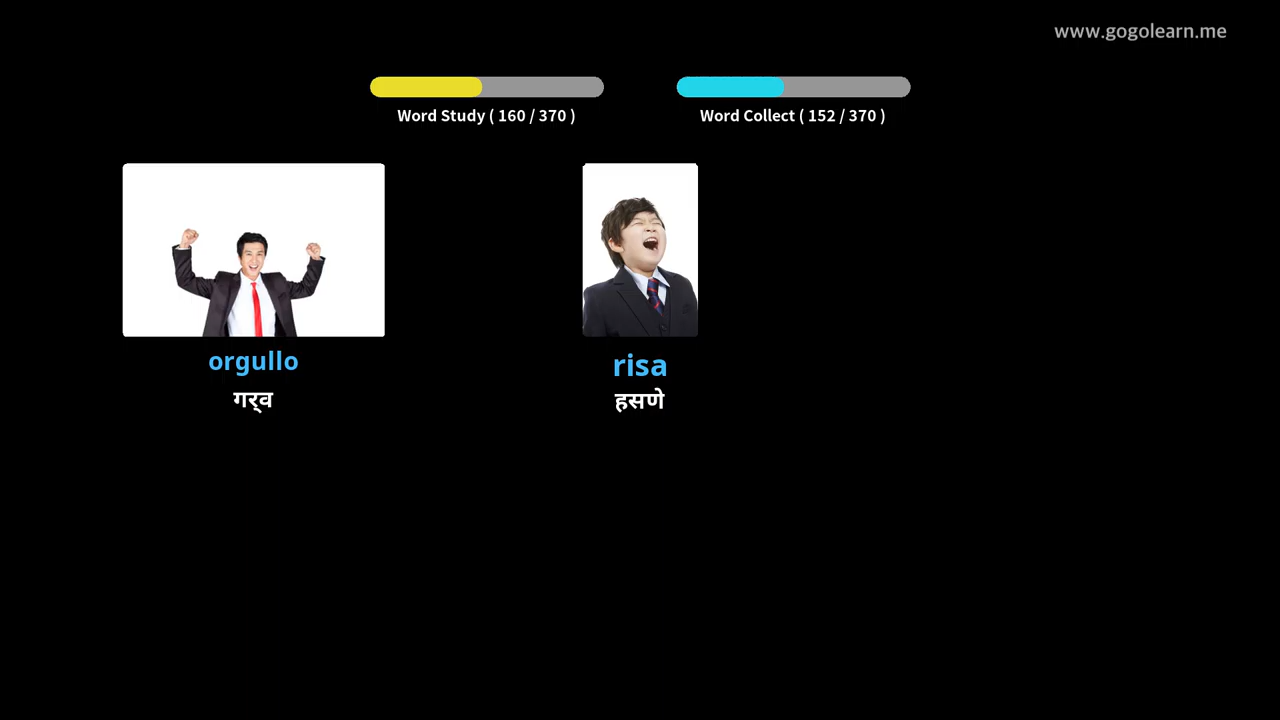 www.gogolearn.me
Word Study ( 160 / 370 )
Word Collect ( 152 / 370 )
orgullo
गर्‍व
risa
हसणे